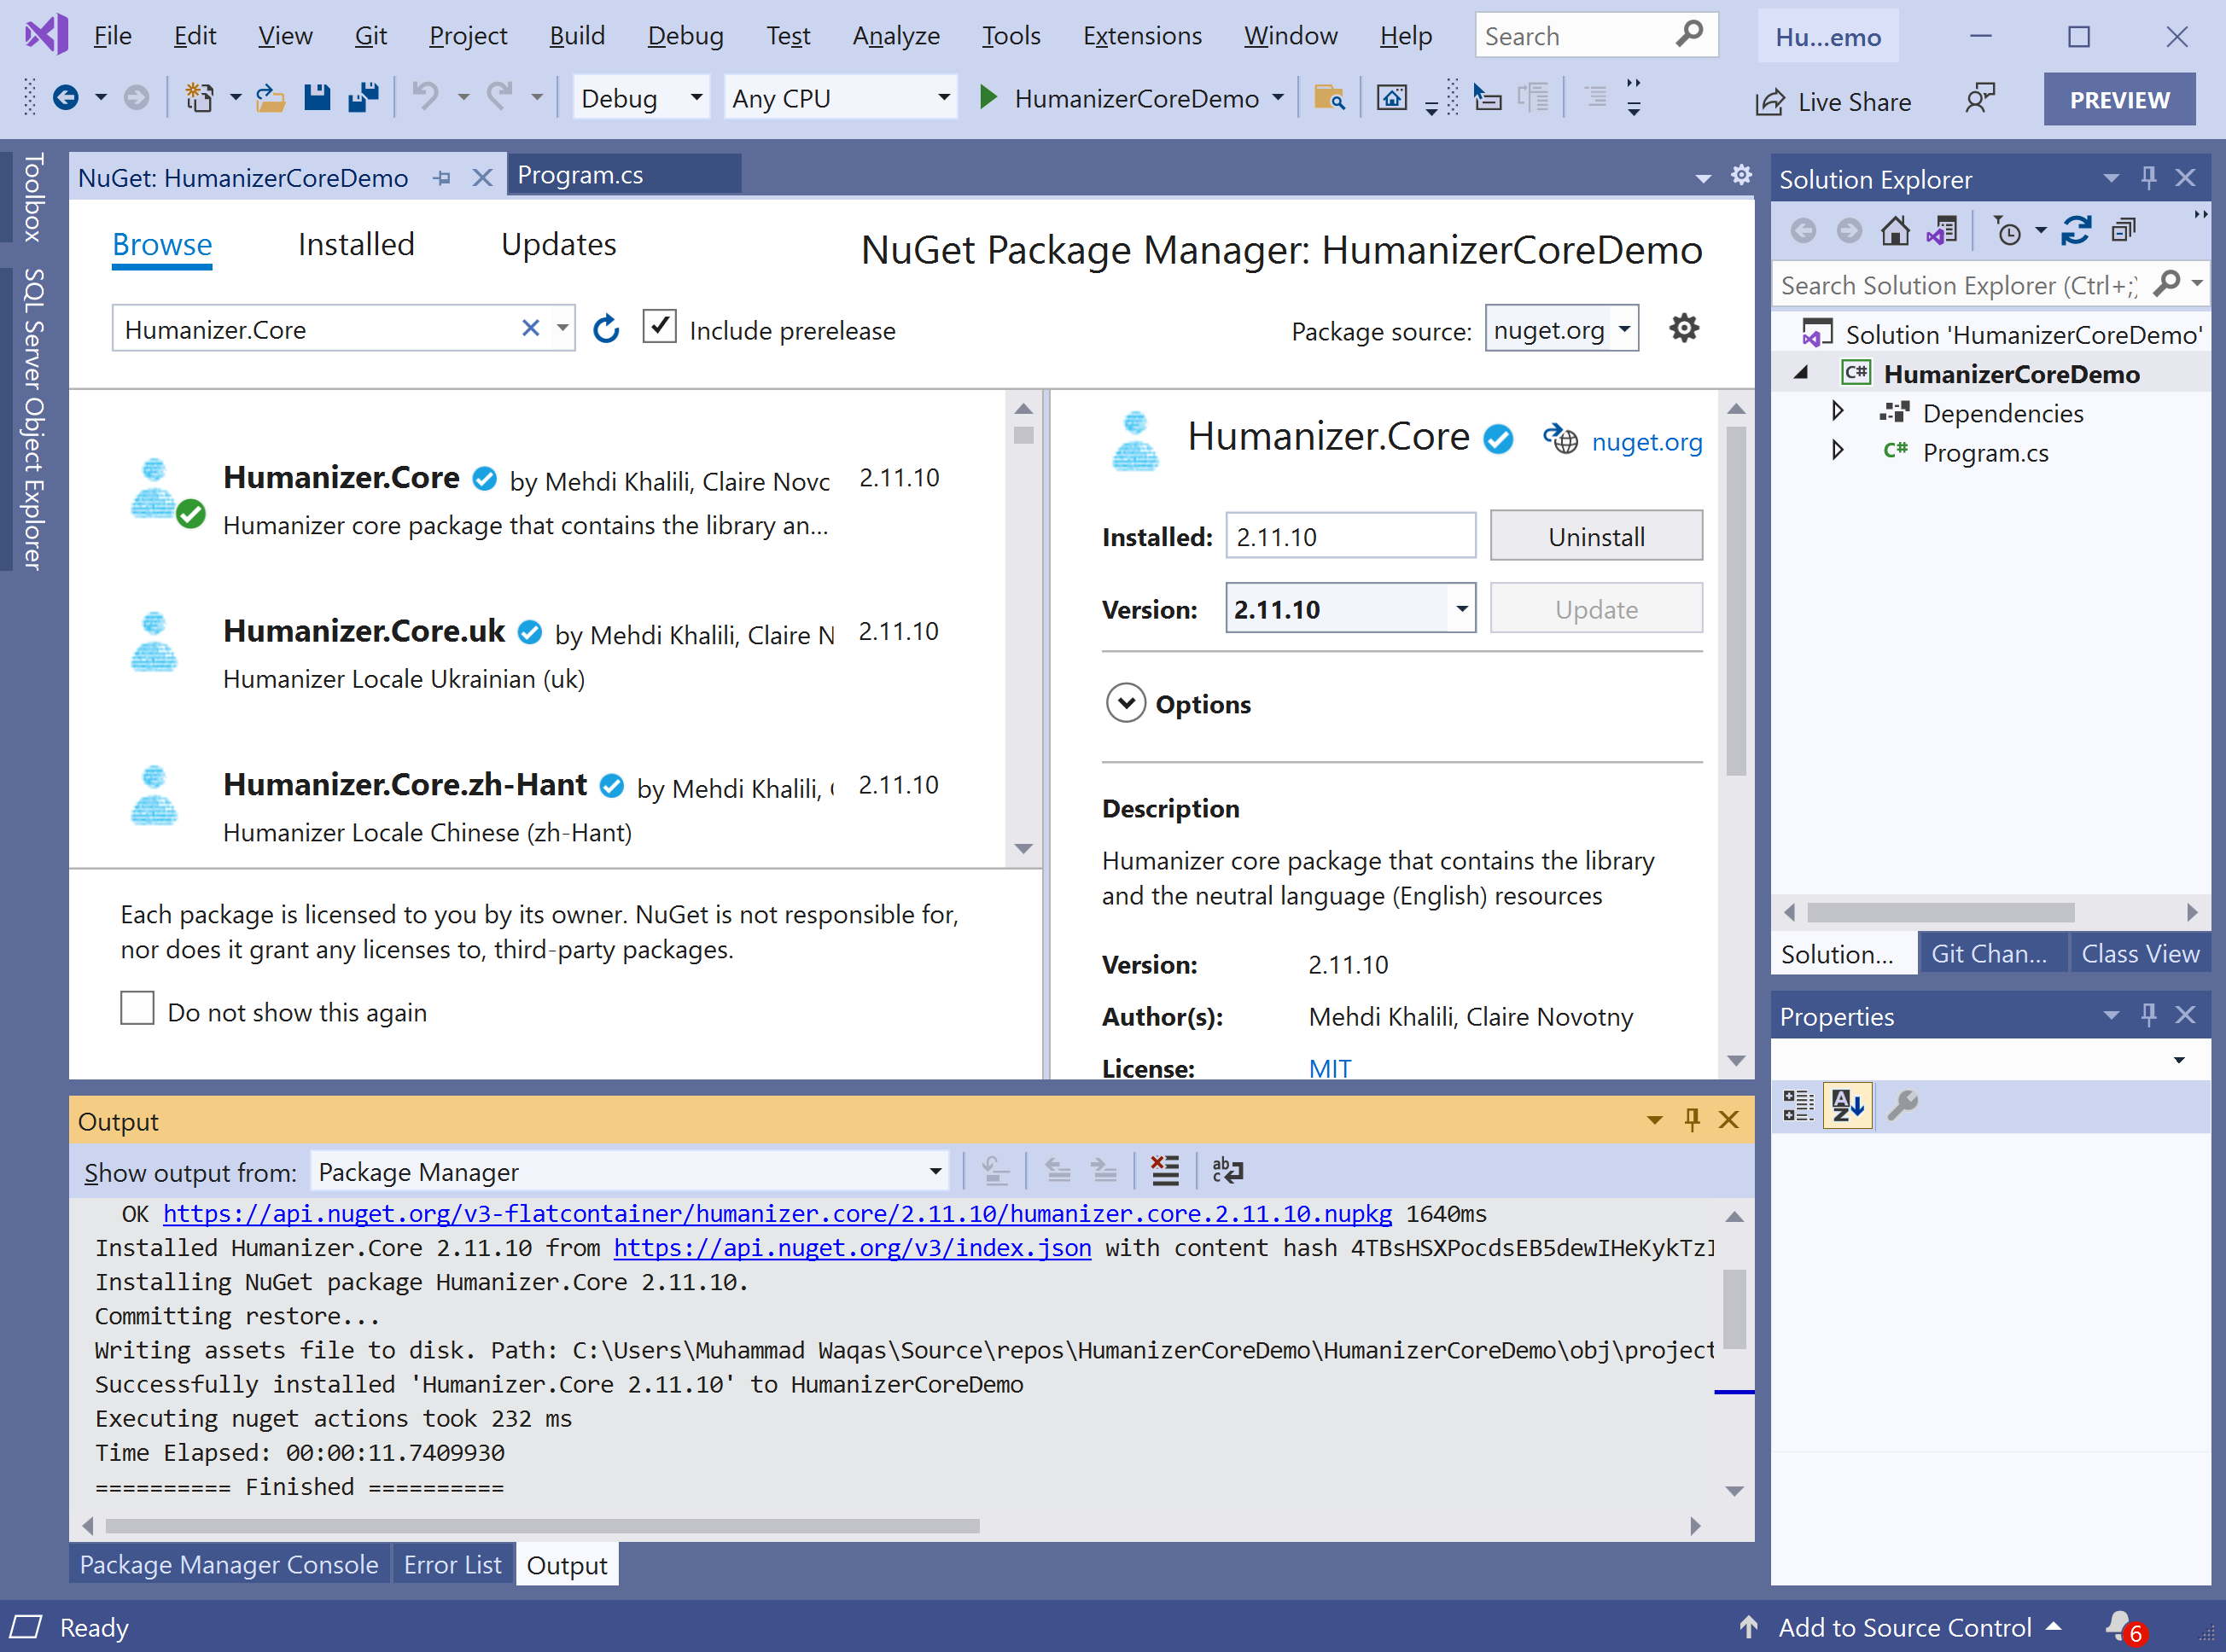 File Edit View Git Project Build Debug Test Analyze Tools Extensions Window Help Search Hu...emo
Debug Any CPU HumanizerCoreDemo Live Share PREVIEW
Toolbox
SQL Server Object Explorer
NuGet: HumanizerCoreDemo Program.cs
Browse Installed Updates NuGet Package Manager: HumanizerCoreDemo
Humanizer.Core Include prerelease Package source: nuget.org
Humanizer.Core by Mehdi Khalili, Claire Novc 2.11.10
Humanizer core package that contains the library an...
Humanizer.Core.uk by Mehdi Khalili, Claire N 2.11.10
Humanizer Locale Ukrainian (uk)
Humanizer.Core.zh-Hant by Mehdi Khalili, 2.11.10
Humanizer Locale Chinese (zh-Hant)
Each package is licensed to you by its owner. NuGet is not responsible for,
nor does it grant any licenses to, third-party packages.
Do not show this again
Humanizer.Core nuget.org
Installed: 2.11.10 Uninstall
Version: 2.11.10 Update
Options
Description
Humanizer core package that contains the library
and the neutral language (English) resources
Version: 2.11.10
Author(s): Mehdi Khalili, Claire Novotny
License: MIT
Output
Show output from: Package Manager
OK https://api.nuget.org/v3-flatcontainer/humanizer.core/2.11.10/humanizer.core.2.11.10.nupkg 1640ms
Installed Humanizer.Core 2.11.10 from https://api.nuget.org/v3/index.json with content hash 4TBsHSXPocdsEB5dewIHeKykTzI
Installing NuGet package Humanizer.Core 2.11.10.
Committing restore...
Writing assets file to disk. Path: C:\Users\Muhammad Waqas\Source\repos\HumanizerCoreDemo\HumanizerCoreDemo\obj\project
Successfully installed 'Humanizer.Core 2.11.10' to HumanizerCoreDemo
Executing nuget actions took 232 ms
Time Elapsed: 00:00:11.7409930
========== Finished ==========
Package Manager Console Error List Output
Solution Explorer
Search Solution Explorer (Ctrl+;)
Solution 'HumanizerCoreDemo'
C# HumanizerCoreDemo
Dependencies
C# Program.cs
Solution... Git Chan... Class View
Properties
Ready Add to Source Control 6